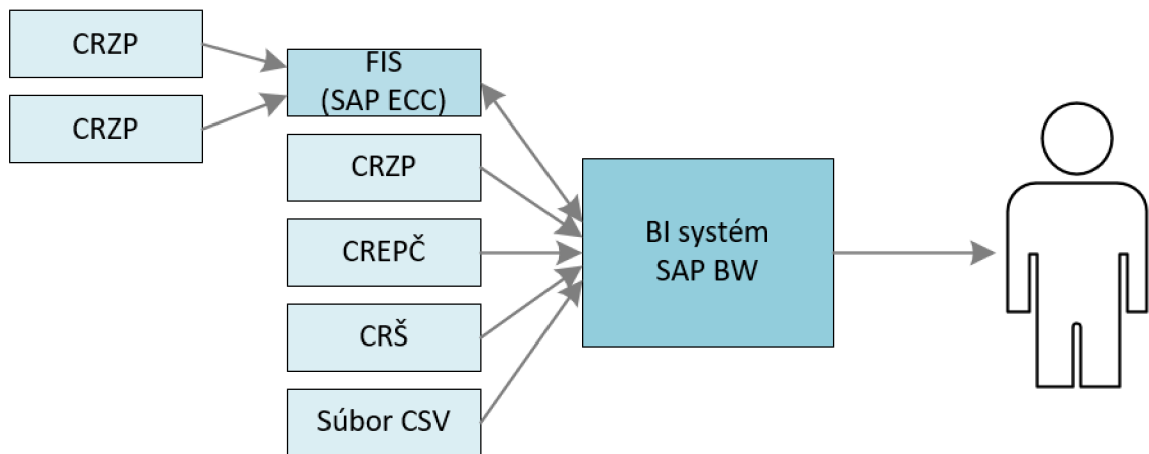 CRZP
CRZP
FIS
(SAP ECC)
CRZP
CREPČ
CRŠ
Súbor CSV
BI systém
SAP BW